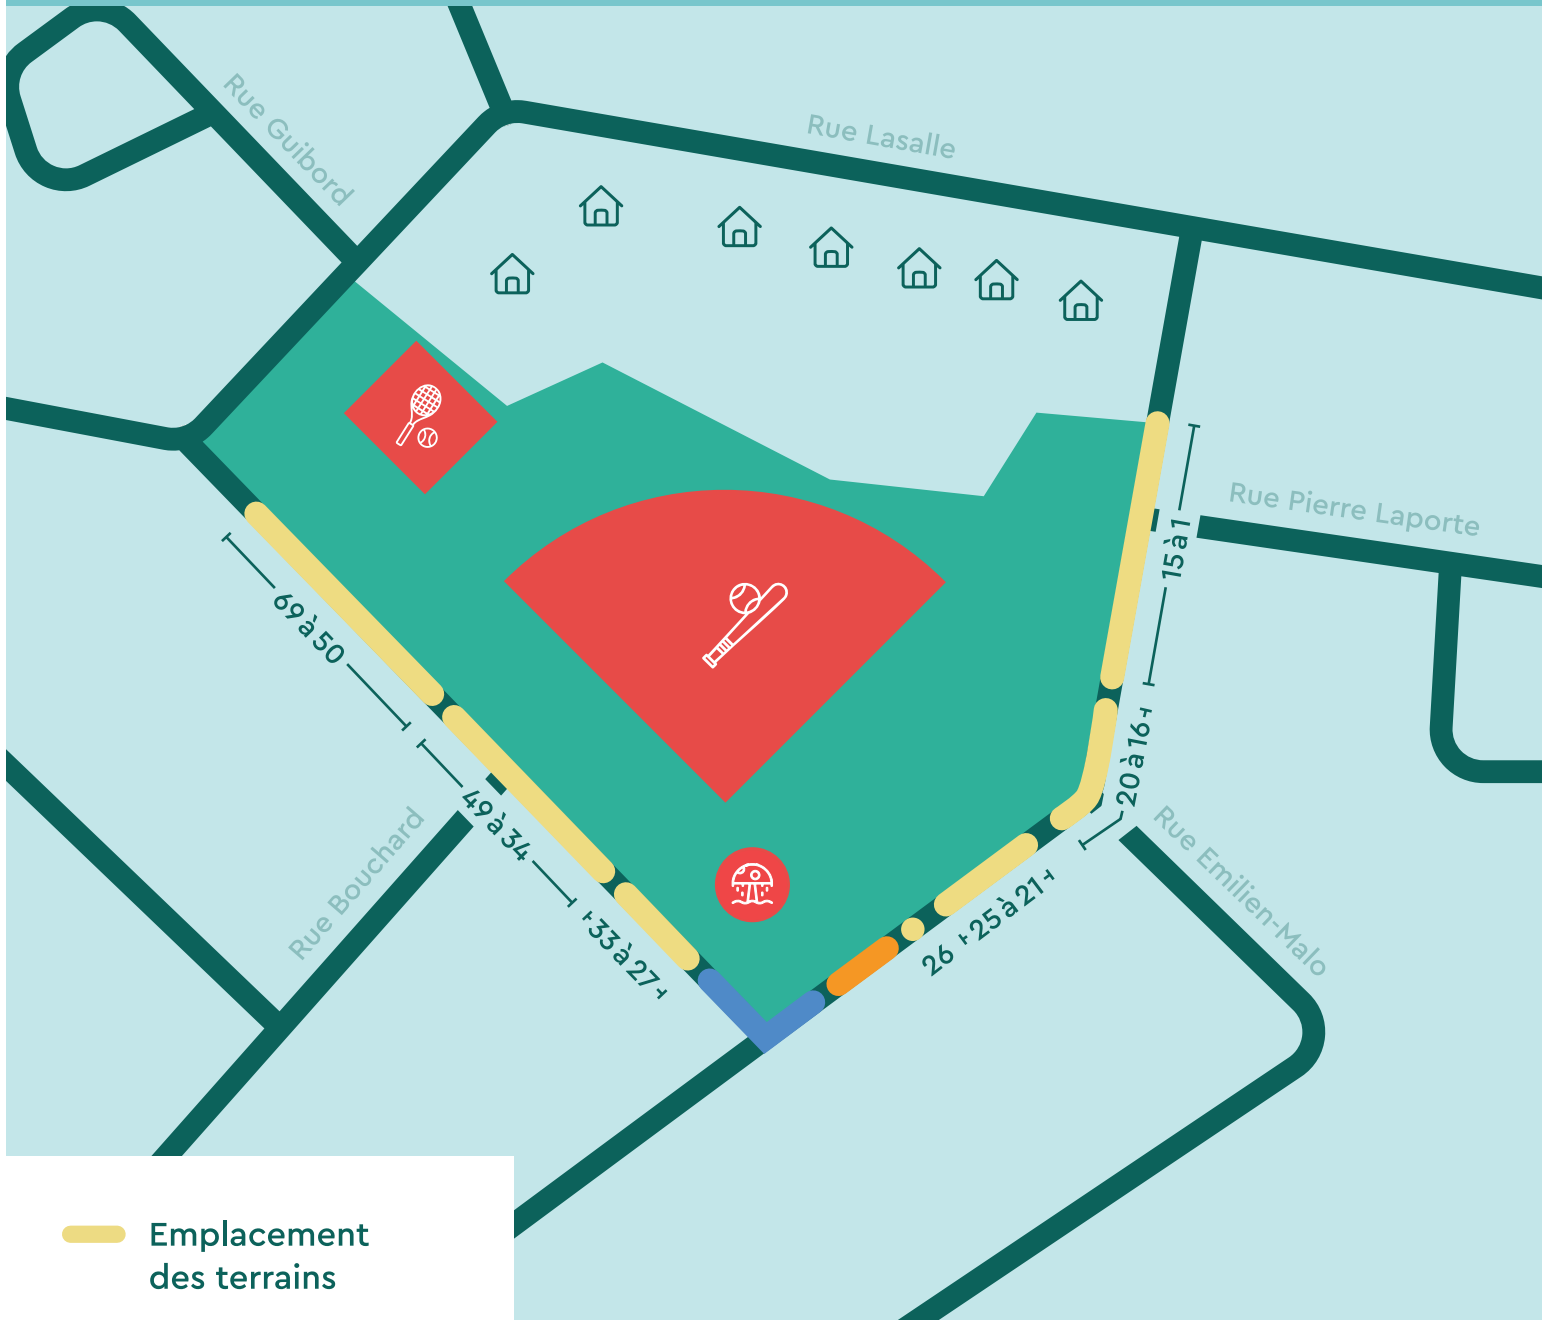 Rue Guibord
Rue Lasalle
Rue Pierre Laporte
15 à 1
69 à 50
20 à 16
49 à 34
Rue Bouchard
Rue Emilien-Malo
25 à 21
26
33 à 27
Emplacement
des terrains